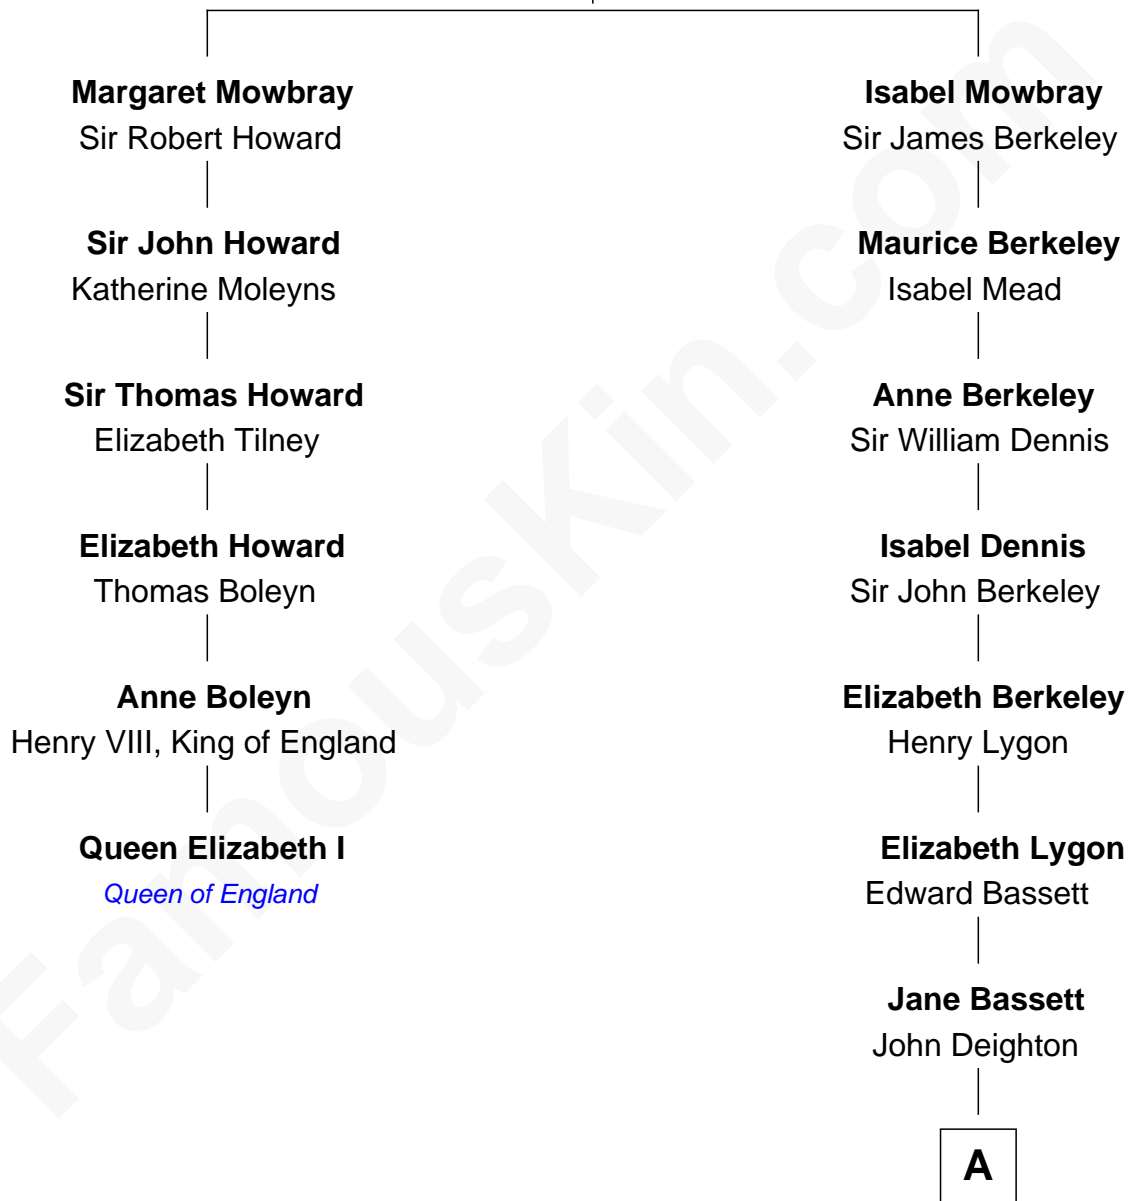 Margaret Mowbray
Sir Robert Howard
Sir John Howard
Katherine Moleyns
Sir Thomas Howard
Elizabeth Tilney
Elizabeth Howard
Thomas Boleyn
Anne Boleyn
Henry VIII, King of England
Queen Elizabeth I
Queen of England
Isabel Mowbray
Sir James Berkeley
Maurice Berkeley
Isabel Mead
Anne Berkeley
Sir William Dennis
Isabel Dennis
Sir John Berkeley
Elizabeth Berkeley
Henry Lygon
Elizabeth Lygon
Edward Bassett
Jane Bassett
John Deighton
A
FamousKin.com